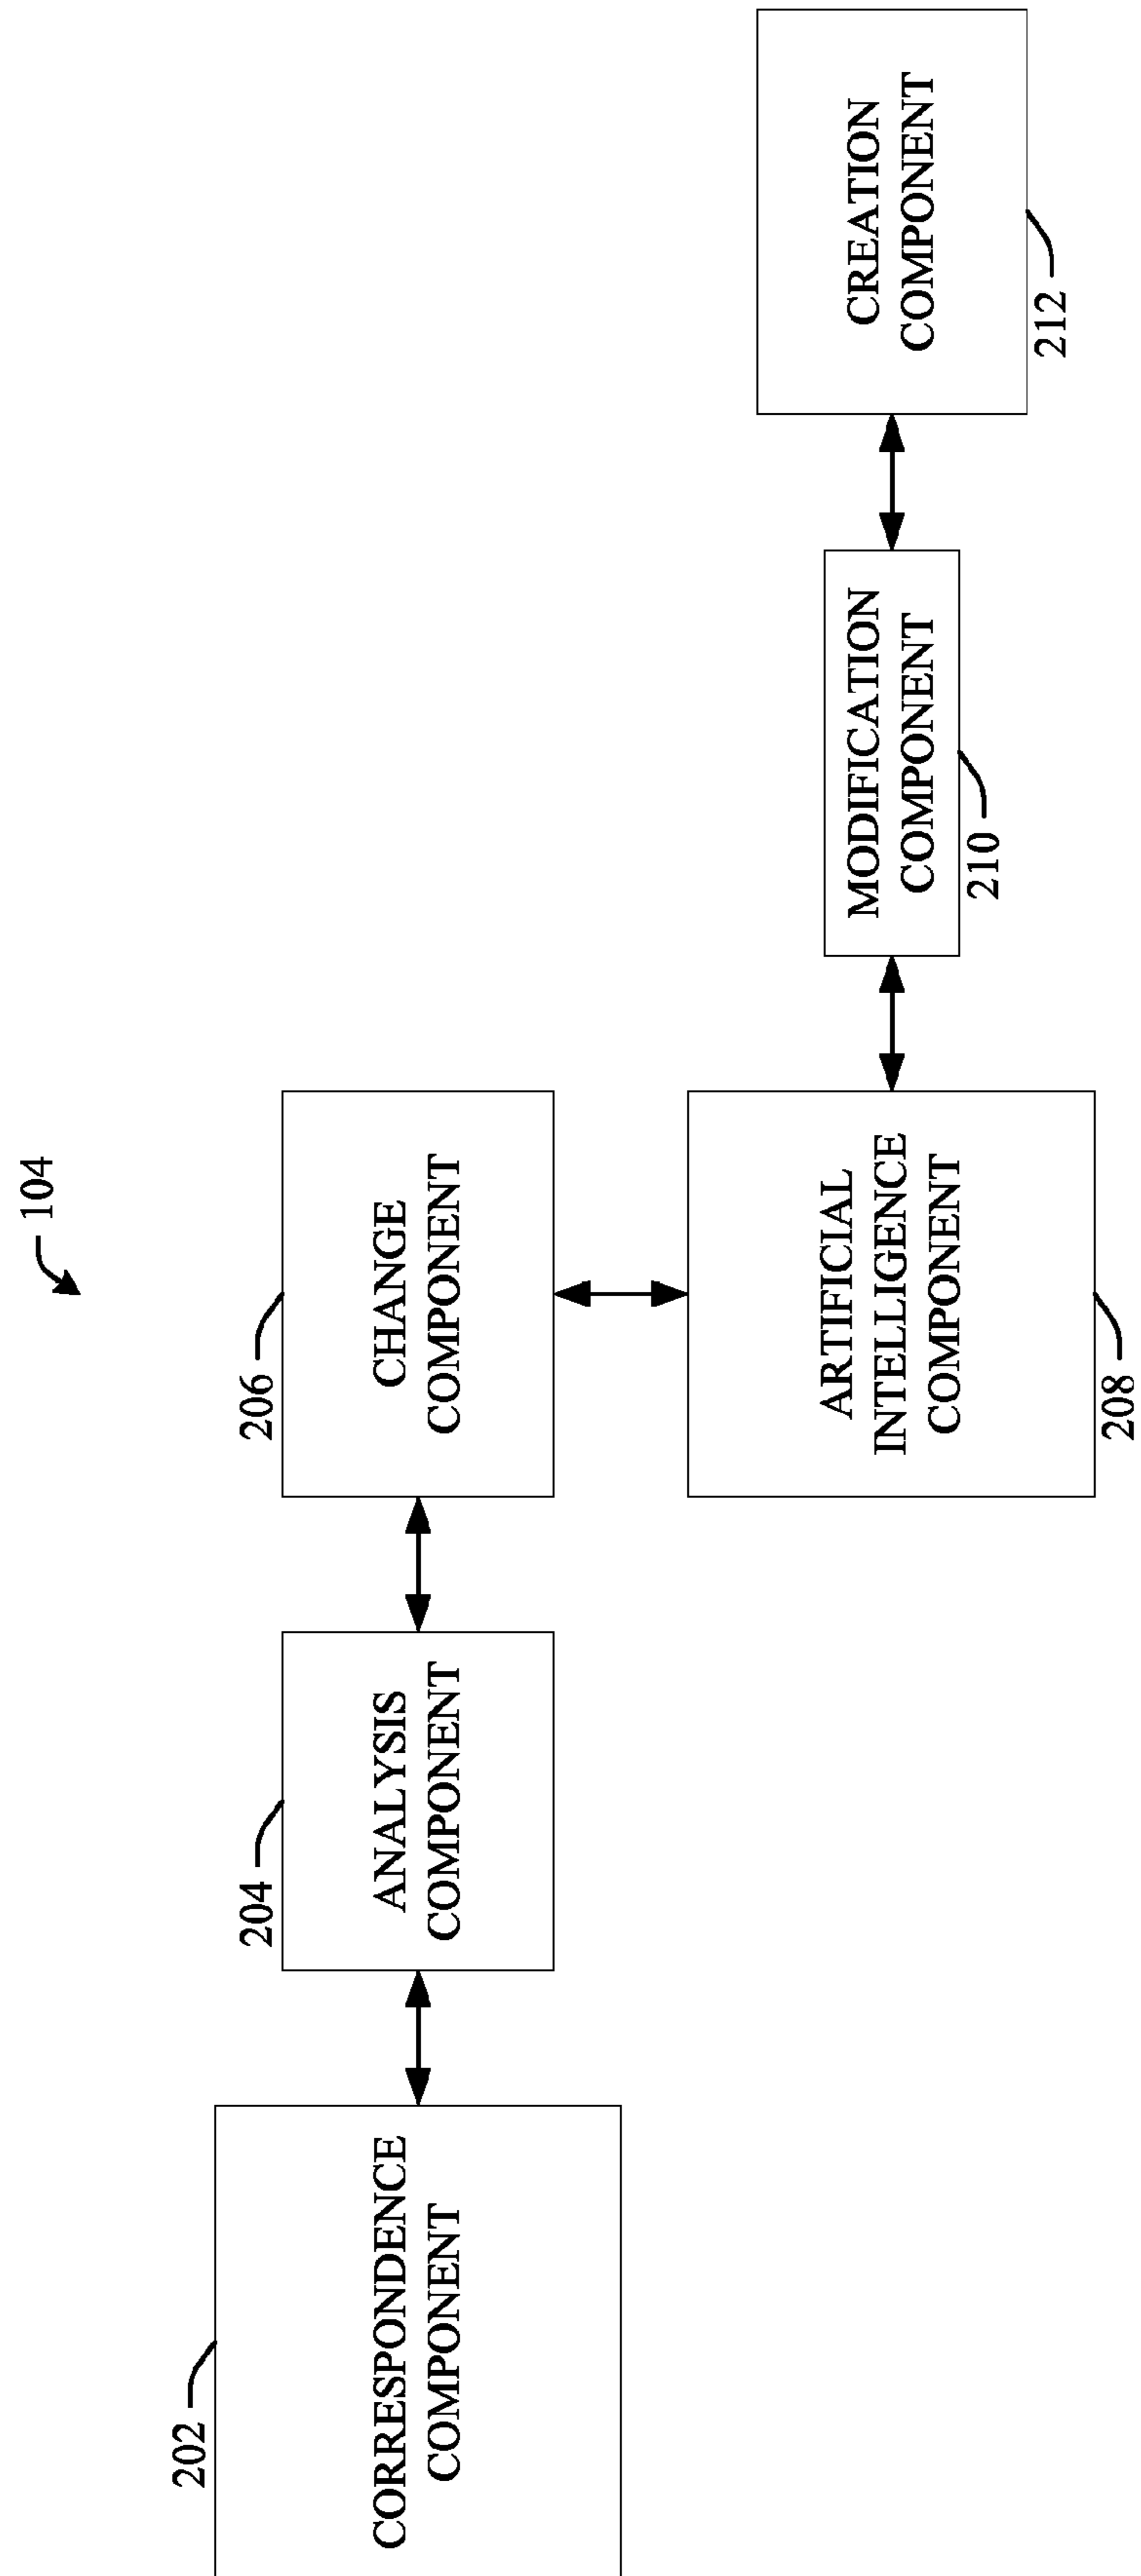 104
202
CORRESPONDENCE
COMPONENT
204
ANALYSIS
COMPONENT
206
CHANGE
COMPONENT
ARTIFICIAL
INTELLIGENCE
COMPONENT
208
MODIFICATION
COMPONENT
210
CREATION
COMPONENT
212